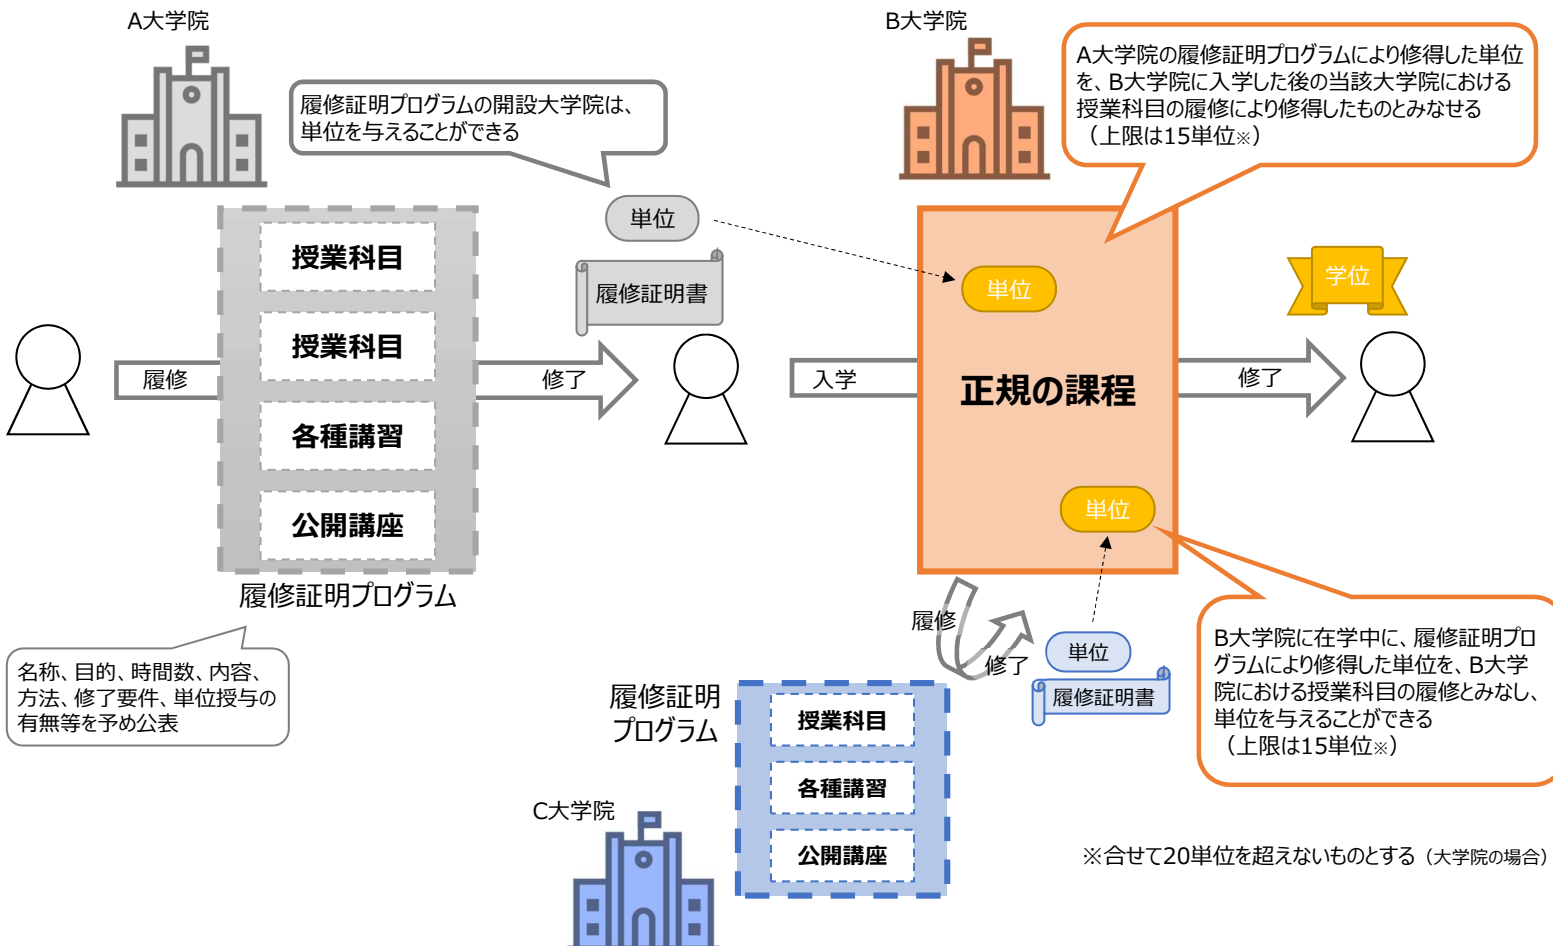 A大学院
履修証明プログラムの開設大学院は、
単位を与えることができる
B大学院
A大学院の履修証明プログラムにより修得した単位
を、B大学院に入学した後の当該大学院における
授業科目の履修により修得したものとみなせる
(上限は15単位※)
授業科目
授業科目
各種講習
公開講座
履修証明プログラム
履修
修了
単位
履修証明書
入学
単位
正規の課程
単位
修了
学位
名称、目的、時間数、内容、
方法、修了要件、単位授与の
有無等を予め公表
履修
修了
単位
履修証明書
履修証明
プログラム
授業科目
各種講習
公開講座
C大学院
B大学院に在学中に、履修証明プロ
グラムにより修得した単位を、B大学
院における授業科目の履修とみなし、
単位を与えることができる
(上限は15単位※)
※合せて20単位を超えないものとする(大学院の場合)